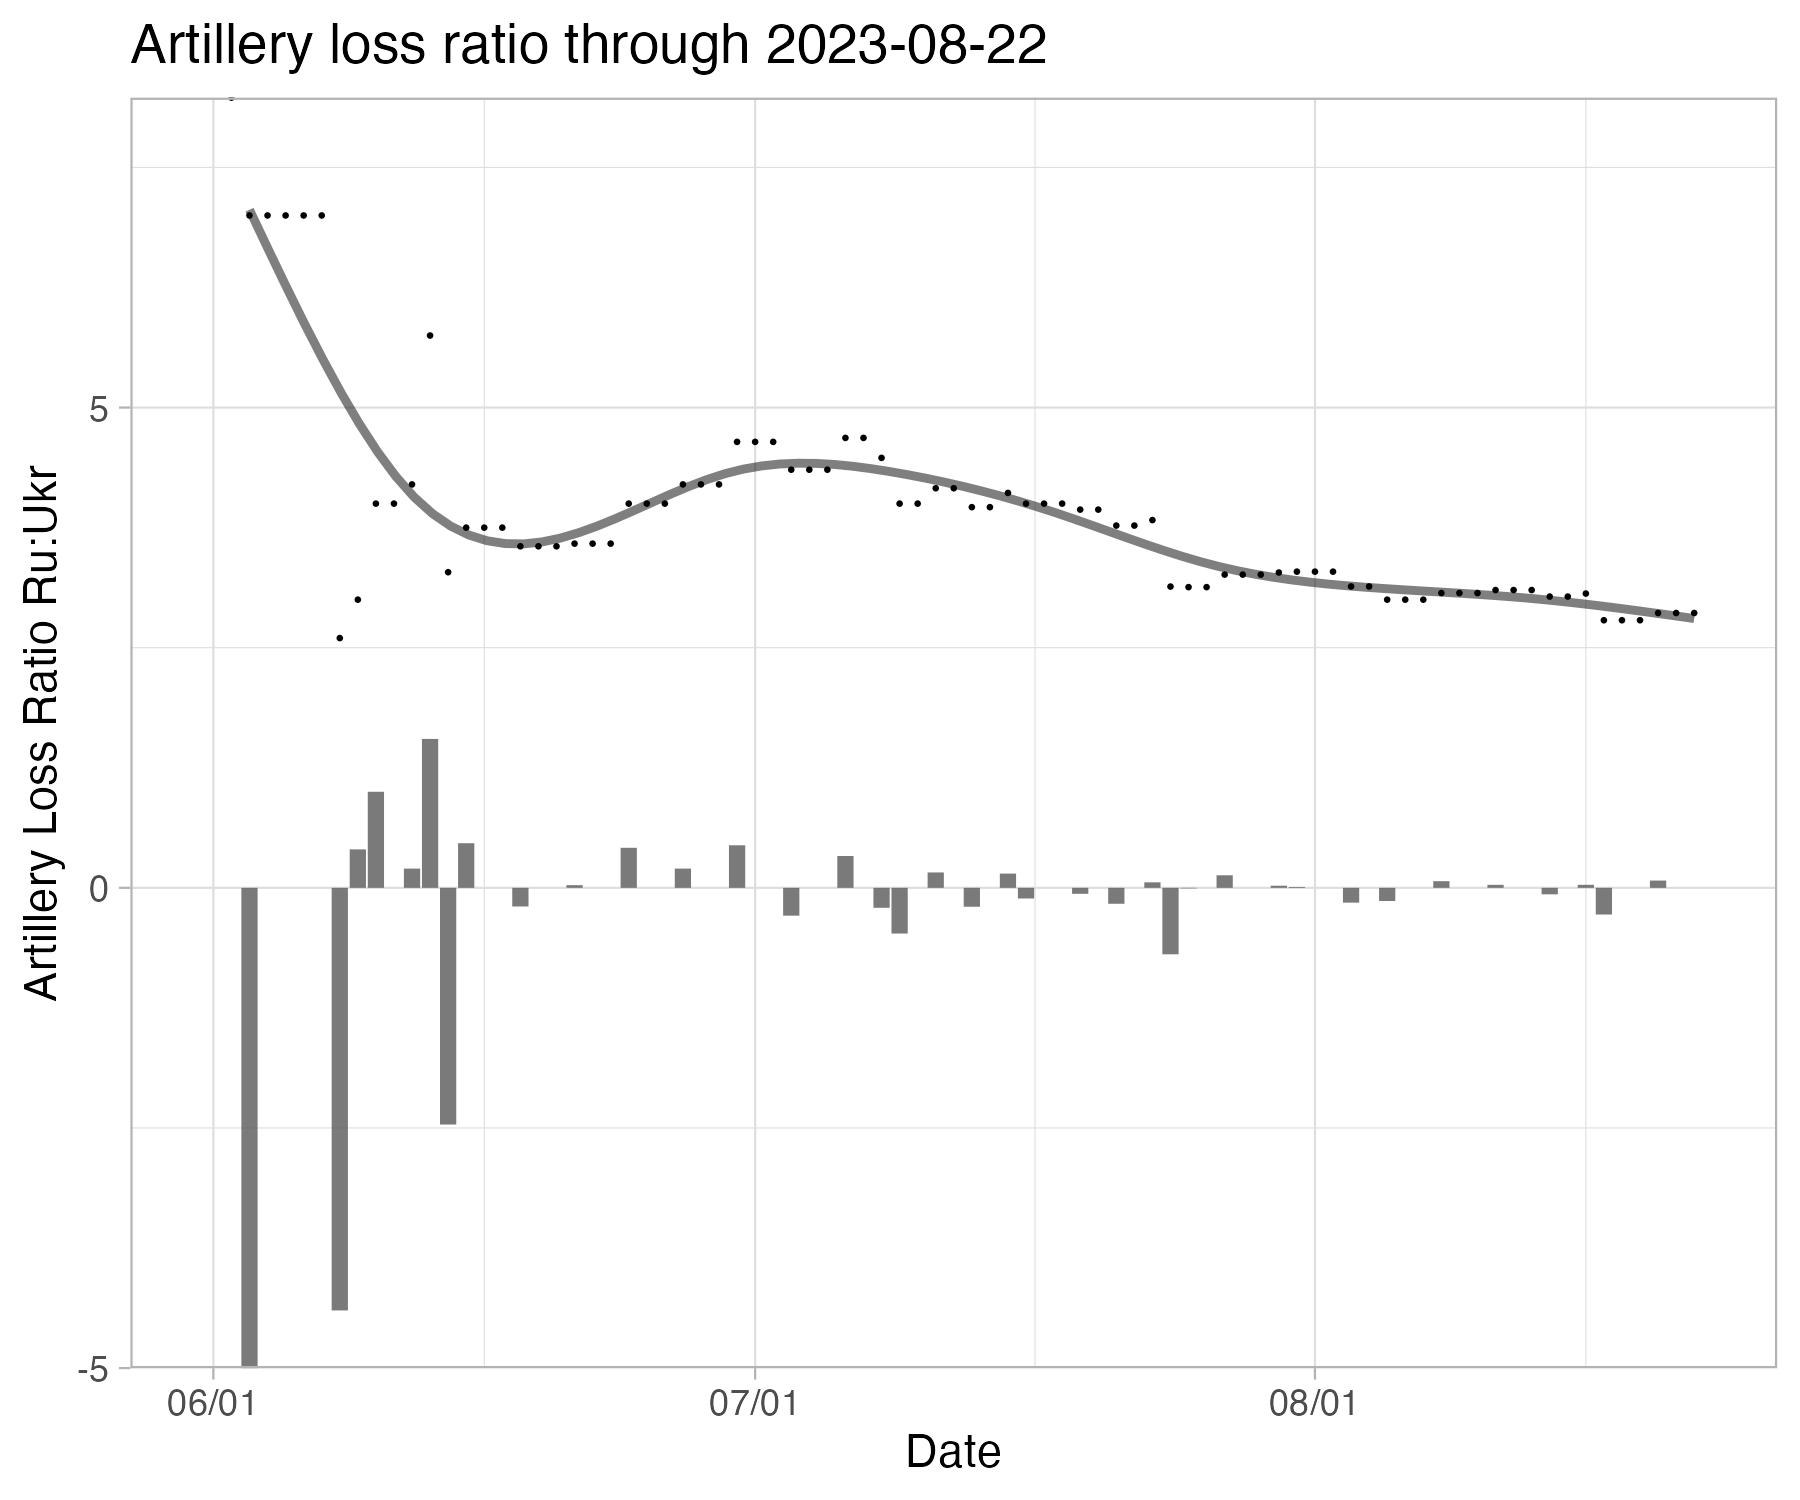 Artillery loss ratio through 2023-08-22
Artillery Loss Ratio Ru:Ukr
5
0
-5
06/01
07/01
08/01
Date